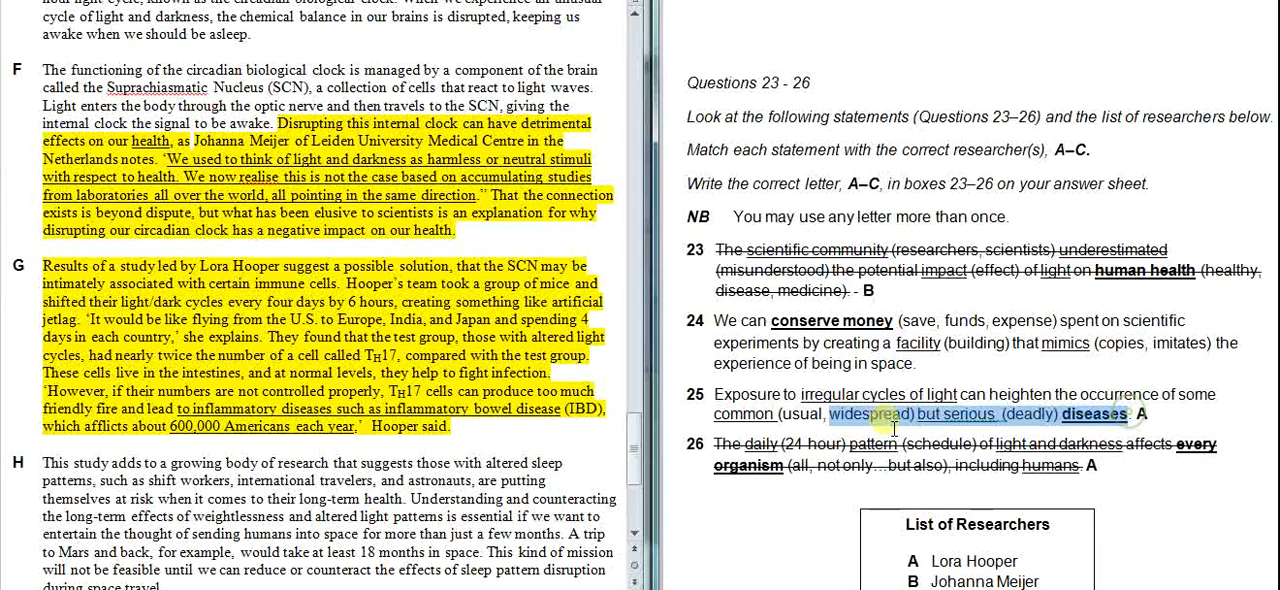 hour light cycle, known as the circadian biological clock. When we experience an unusual
cycle of light and darkness, the chemical balance in our brains is disrupted, keeping us
awake when we should be asleep.
F The functioning of the circadian biological clock is managed by a component of the brain
called the Suprachiasmatic Nucleus (SCN), a collection of cells that react to light waves.
Light enters the body through the optic nerve and then travels to the SCN, giving the
internal clock the signal to be awake. Disrupting this internal clock can have detrimental
effects on our health, as Johanna Meijer of Leiden University Medical Centre in the
Netherlands notes. ‘We used to think of light and darkness as harmless or neutral stimuli
with respect to health. We now realise this is not the case based on accumulating studies
from laboratories all over the world, all pointing in the same direction.” That the connection
exists is beyond dispute, but what has been elusive to scientists is an explanation for why
disrupting our circadian clock has a negative impact on our health.
G Results of a study led by Lora Hooper suggest a possible solution, that the SCN may be
intimately associated with certain immune cells. Hooper’s team took a group of mice and
shifted their light/dark cycles every four days by 6 hours, creating something like artificial
jetlag. ‘It would be like flying from the U.S. to Europe, India, and Japan and spending 4
days in each country,’ she explains. They found that the test group, those with altered light
cycles, had nearly twice the number of a cell called TH17, compared with the test group.
These cells live in the intestines, and at normal levels, they help to fight infection.
‘However, if their numbers are not controlled properly, TH17 cells can produce too much
friendly fire and lead to inflammatory diseases such as inflammatory bowel disease (IBD),
which afflicts about 600,000 Americans each year,’ Hooper said.
H This study adds to a growing body of research that suggests those with altered sleep
patterns, such as shift workers, international travelers, and astronauts, are putting
themselves at risk when it comes to their long-term health. Understanding and counteracting
the long-term effects of weightlessness and altered light patterns is essential if we want to
entertain the thought of sending humans into space for more than just a few months. A trip
to Mars and back, for example, would take at least 18 months in space. This kind of mission
will not be feasible until we can reduce or counteract the effects of sleep pattern disruption
during space travel.
Questions 23 - 26
Look at the following statements (Questions 23–26) and the list of researchers below.
Match each statement with the correct researcher(s), A–C.
Write the correct letter, A–C, in boxes 23–26 on your answer sheet.
NB You may use any letter more than once.
23 The scientific community (researchers, scientists) underestimated
(misunderstood) the potential impact (effect) of light on human health (healthy,
disease, medicine). - B
24 We can conserve money (save, funds, expense) spent on scientific
experiments by creating a facility (building) that mimics (copies, imitates) the
experience of being in space.
25 Exposure to irregular cycles of light can heighten the occurrence of some
common (usual, widespread) but serious (deadly) diseases. A
26 The daily (24 hour) pattern (schedule) of light and darkness affects every
organism (all, not only…but also), including humans. A
List of Researchers
A Lora Hooper
B Johanna Meijer